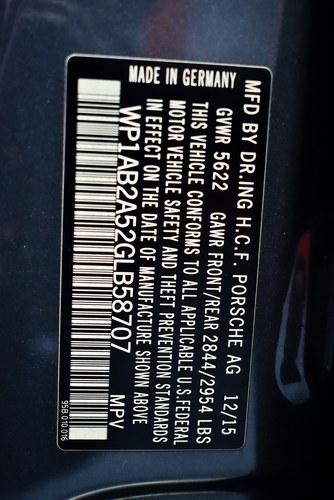 MFD BY DR.ING H.C.F. PORSCHE AG 12/15
GVWR 5622 GAWR FRONT/REAR 2844/2954 LBS
THIS VEHICLE CONFORMS TO ALL APPLICABLE U.S.FEDERAL
MOTOR VEHICLE SAFETY AND THEFT PREVENTION STANDARDS
IN EFFECT ON THE DATE OF MANUFACTURE SHOWN ABOVE
WP1AB2A52GLB58707 MPV
95B.010.016
MADE IN GERMANY